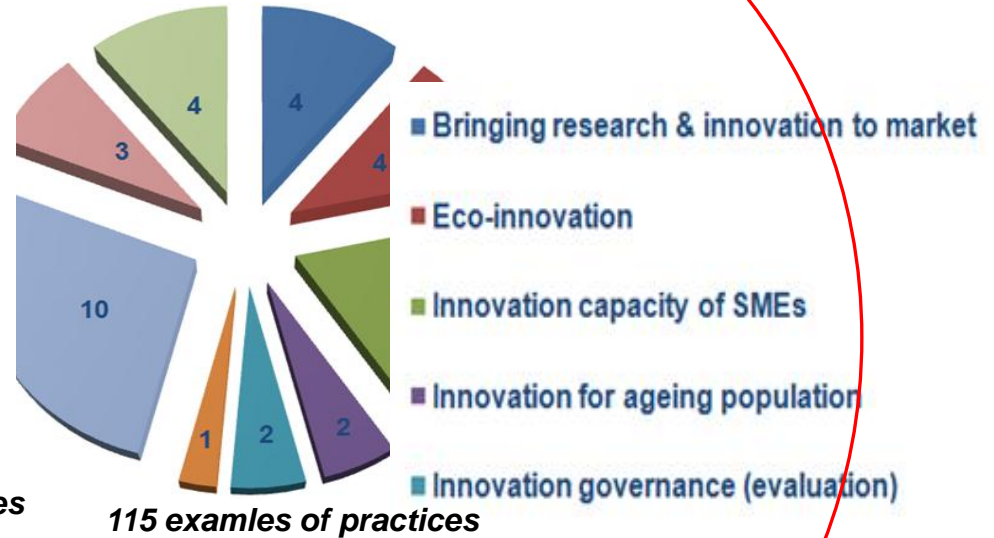 4
4
3
4
10
1
2
2
Bringing research & innovation to market
Eco-innovation
Innovation capacity of SMEs
Innovation for ageing population
Innovation governance (evaluation)
es
115 examles of practices